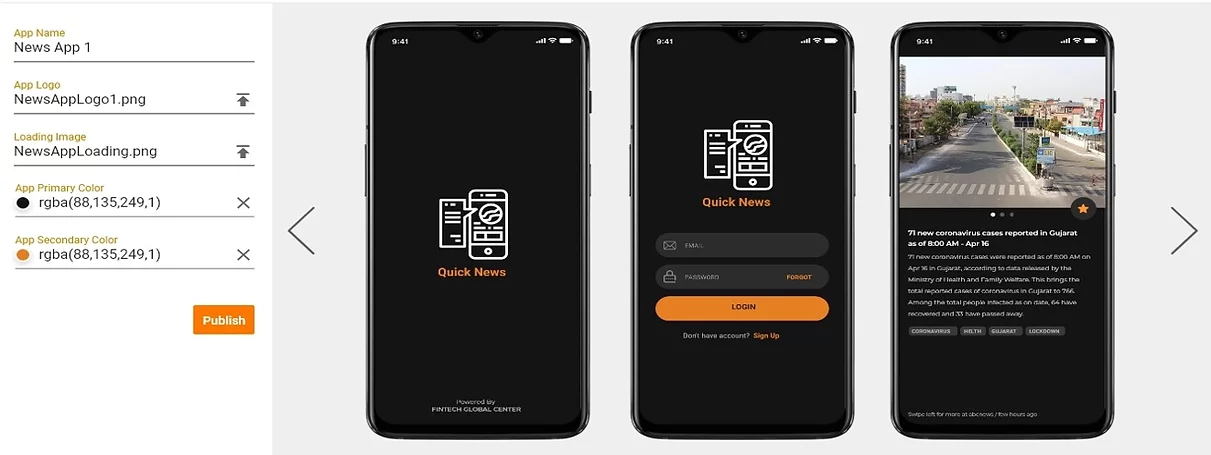 App Name
News App 1
App Logo
NewsAppLogo1.png
Loading Image
NewsAppLoading.png
App Primary Color
rgba(88,135,249,1)
App Secondary Color
rgba(88,135,249,1)
Publish
9:41
Quick News
Powered By
FINTECH GLOBAL CENTER
9:41
Quick News
EMAIL
PASSWORD FORGOT
LOGIN
Don't have account? Sign Up
9:41
71 new coronavirus cases reported in Gujarat
as of 8:00 AM - Apr 16
71 new coronavirus cases were reported as of 8:00 AM on
Apr 16 in Gujarat, according to data released by the
Ministry of Health and Family Welfare. This brings the
total reported cases of coronavirus in Gujarat to 766.
Among the total people infected as on date, 64 have
recovered and 33 have passed away.
CORONAVIRUS HELTH GUJARAT LOCKDOWN
Swipe left for more at abcnews / few hours ago